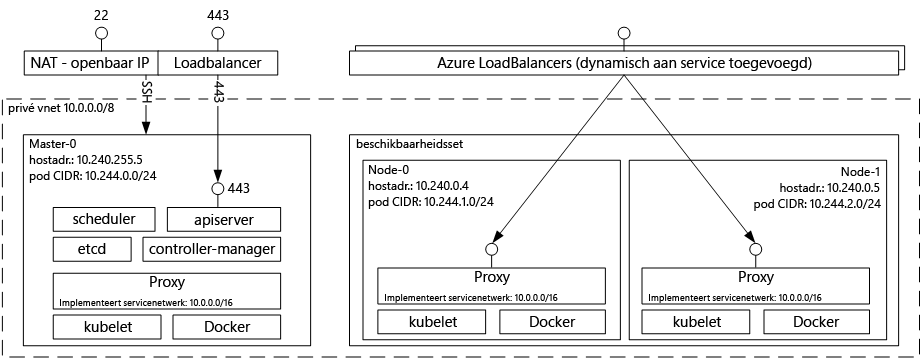 22
443
NAT - openbaar IP
Loadbalancer
Azure LoadBalancers (dynamisch aan service toegevoegd)
SSH
443
privé vnet 10.0.0.0/8
Master-0
hostadr.: 10.240.255.5
pod CIDR: 10.244.0.0/24
443
scheduler
apiserver
etcd
controller-manager
Proxy
Implementeert servicenetwerk: 10.0.0.0/16
kubelet
Docker
beschikbaarheidsset
Node-0
hostadr.: 10.240.0.4
pod CIDR: 10.244.1.0/24
Proxy
Implementeert servicenetwerk: 10.0.0.0/16
kubelet
Docker
Node-1
hostadr.: 10.240.0.5
pod CIDR: 10.244.2.0/24
Proxy
Implementeert servicenetwerk: 10.0.0.0/16
kubelet
Docker